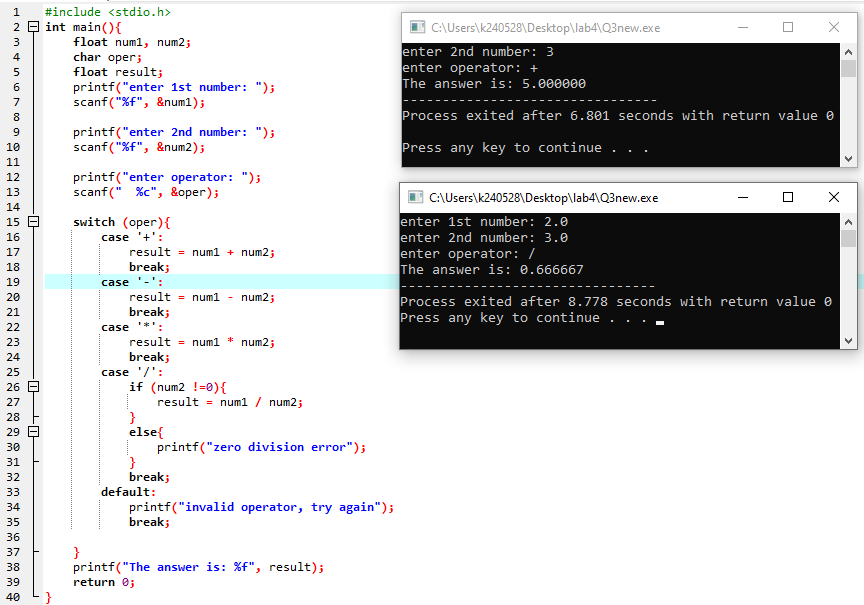 1 #include <stdio.h>
2 int main(){
3 float num1, num2;
4 char oper;
5 float result;
6 printf("enter 1st number: ");
7 scanf("%f", &num1);
8
9 printf("enter 2nd number: ");
10 scanf("%f", &num2);
11
12 printf("enter operator: ");
13 scanf("  %c", &oper);
14
15 switch (oper){
16 case '+':
17 result = num1 + num2;
18 break;
19 case '-':
20 result = num1 - num2;
21 break;
22 case '*':
23 result = num1 * num2;
24 break;
25 case '/':
26 if (num2 !=0){
27 result = num1 / num2;
28 }
29 else{
30 printf("zero division error");
31 }
32 break;
33 default:
34 printf("invalid operator, try again");
35 break;
36
37 }
38 printf("The answer is: %f", result);
39 return 0;
40 }
C:\Users\k240528\Desktop\lab4\Q3new.exe
enter 2nd number: 3
enter operator: +
The answer is: 5.000000
--------------------------------
Process exited after 6.801 seconds with return value 0
Press any key to continue . . .
C:\Users\k240528\Desktop\lab4\Q3new.exe
enter 1st number: 2.0
enter 2nd number: 3.0
enter operator: /
The answer is: 0.666667
--------------------------------
Process exited after 8.778 seconds with return value 0
Press any key to continue . . .